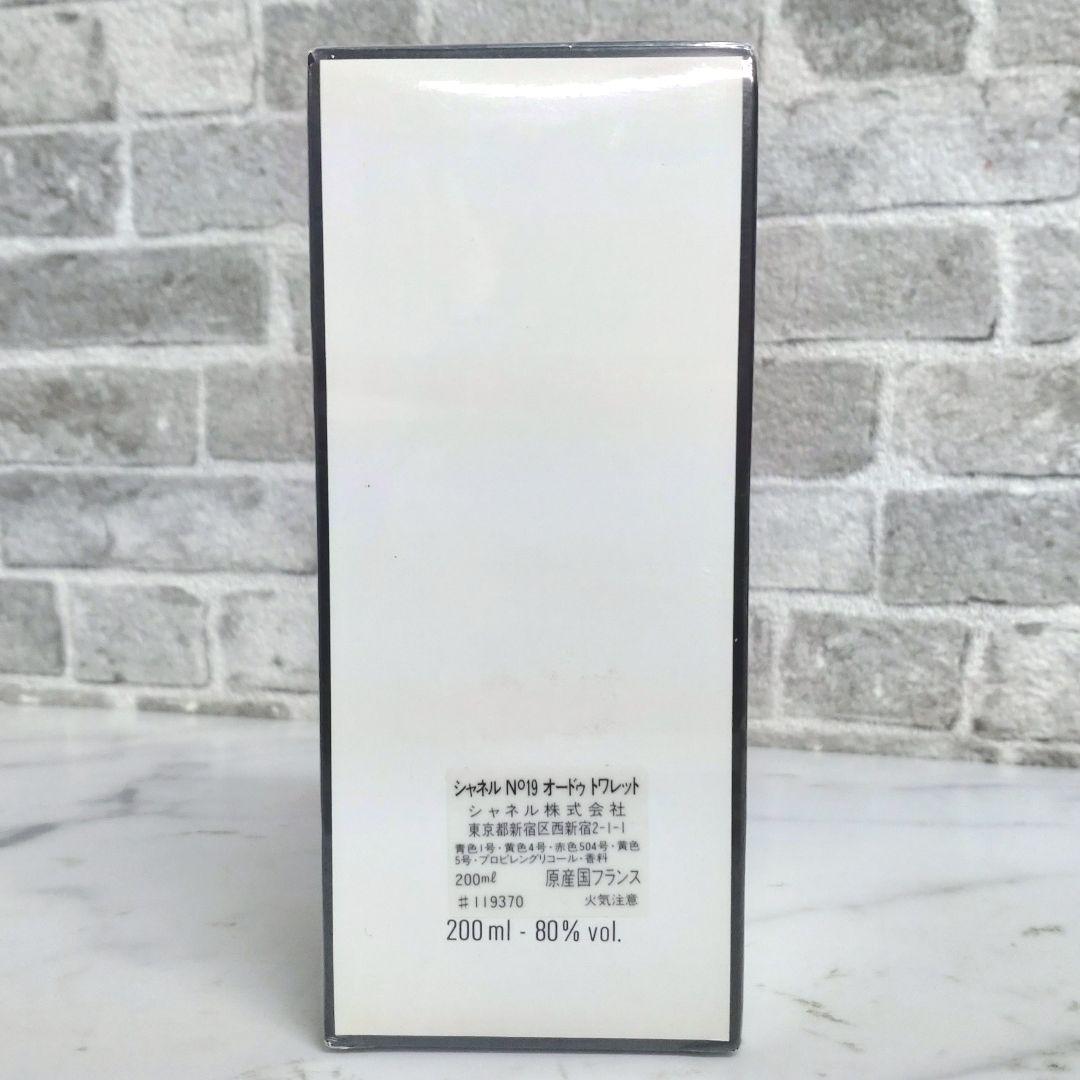 シャネル Nº19 オードゥ トワレット
シャネル株式会社
東京都新宿区西新宿2-1-1
青色1号・黄色4号・赤色504号・黄色
5号・プロピレングリコール・香料
200ml 原産国フランス
#119370 火気注意
200 ml - 80% vol.